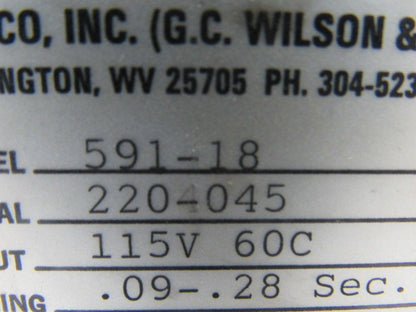 CO, INC. (G.C. WILSON &
NGTON, WV 25705 PH. 304-523
EL 591-18
AL 220-045
UT 115V 60C
ING .09-.28 Sec.